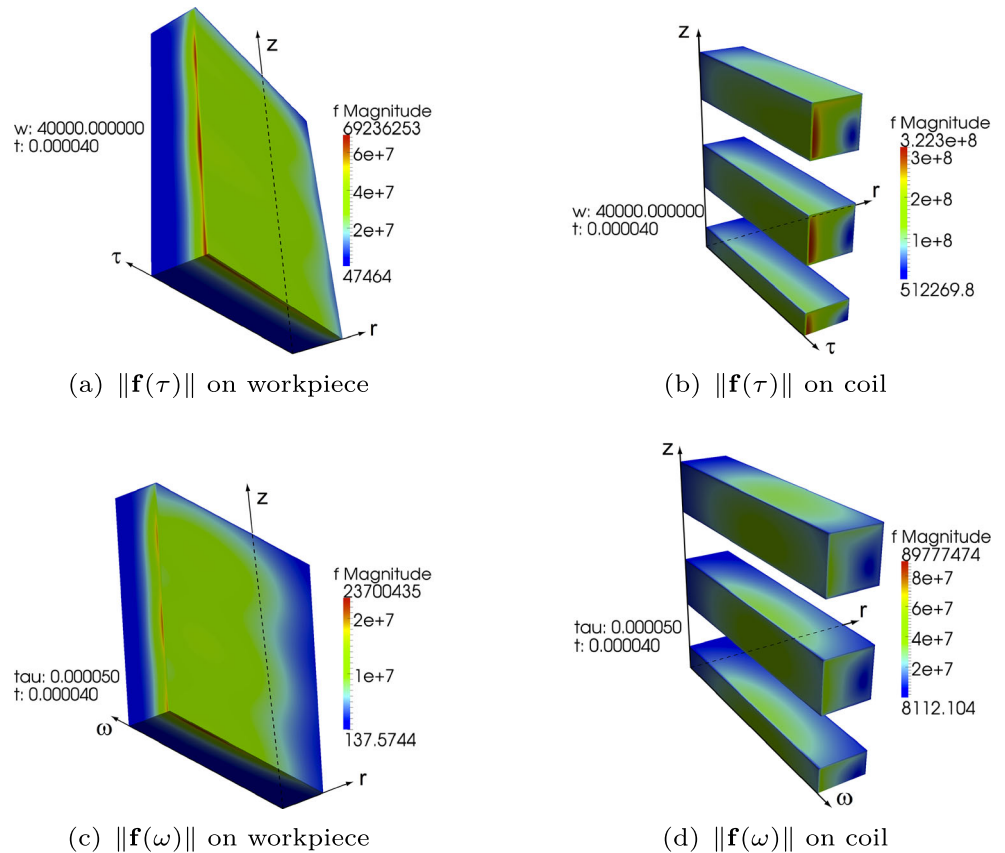 z
w: 40000.000000
t: 0.000040
f Magnitude
69236253
6e+7
4e+7
2e+7
47464
τ
r
(a) ‖f(τ)‖ on workpiece
z
f Magnitude
3.223e+8
3e+8
2e+8
1e+8
512269.8
r
w: 40000.000000
t: 0.000040
τ
(b) ‖f(τ)‖ on coil
z
f Magnitude
23700435
2e+7
1e+7
137.5744
tau: 0.000050
t: 0.000040
ω
r
(c) ‖f(ω)‖ on workpiece
z
f Magnitude
89777474
8e+7
6e+7
4e+7
2e+7
8112.104
r
tau: 0.000050
t: 0.000040
ω
(d) ‖f(ω)‖ on coil